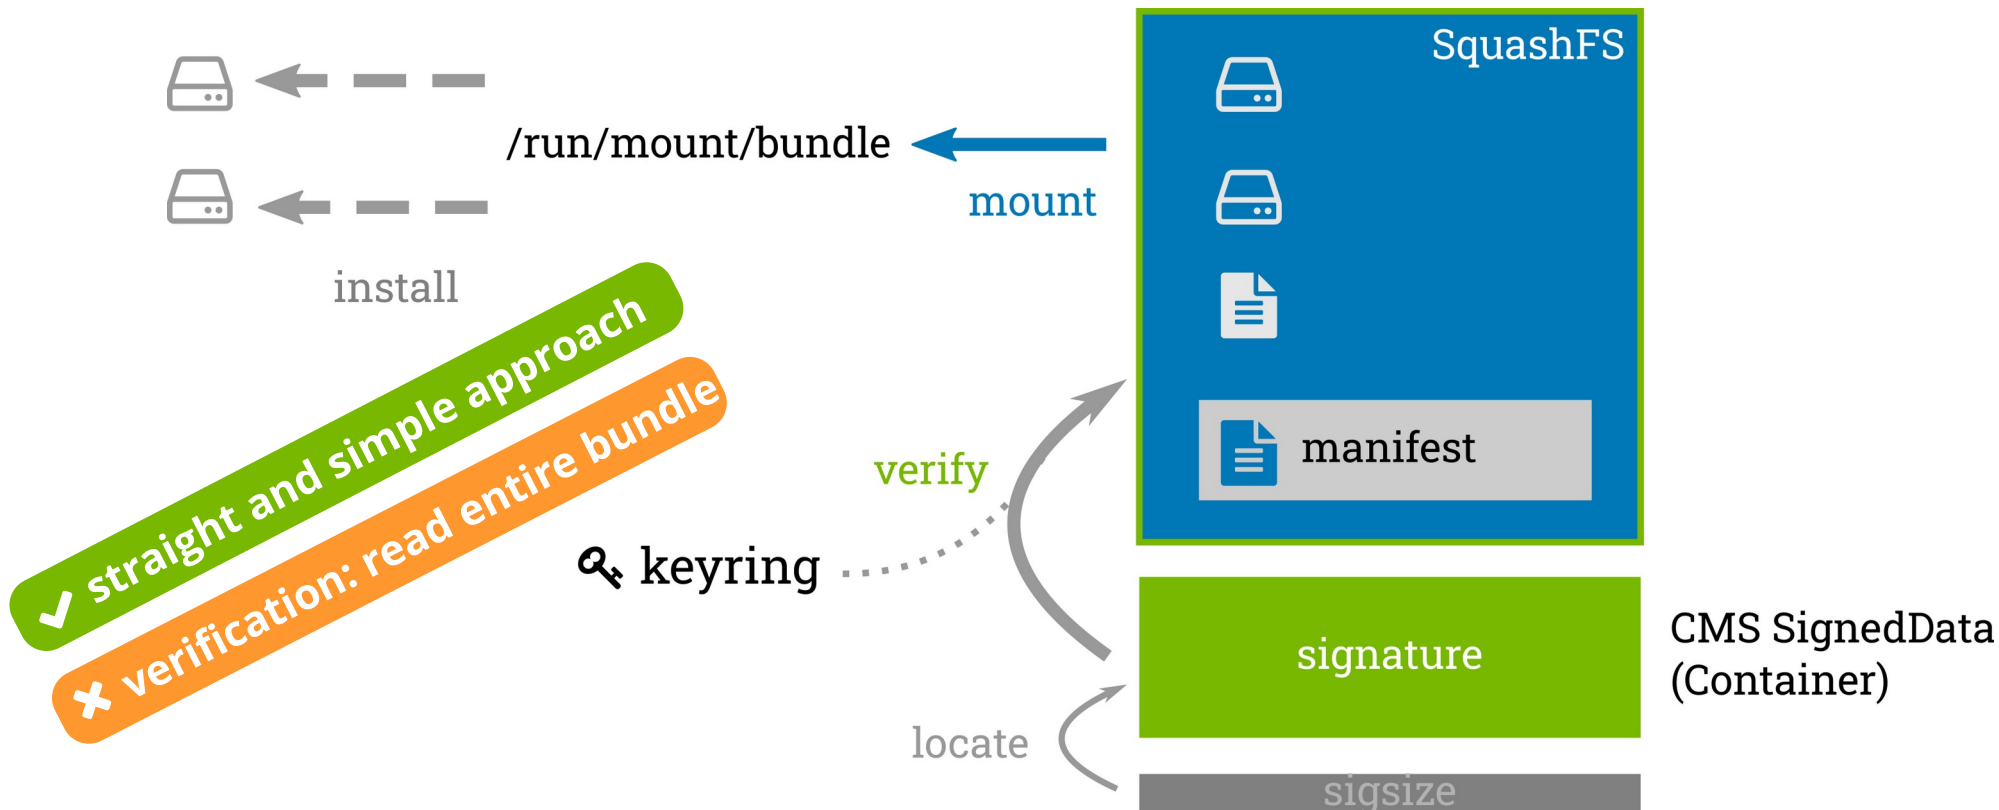 SquashFS
/run/mount/bundle
mount
install
✔ straight and simple approach
✖ verification: read entire bundle
manifest
verify
keyring
signature
CMS SignedData
(Container)
locate
sigsize